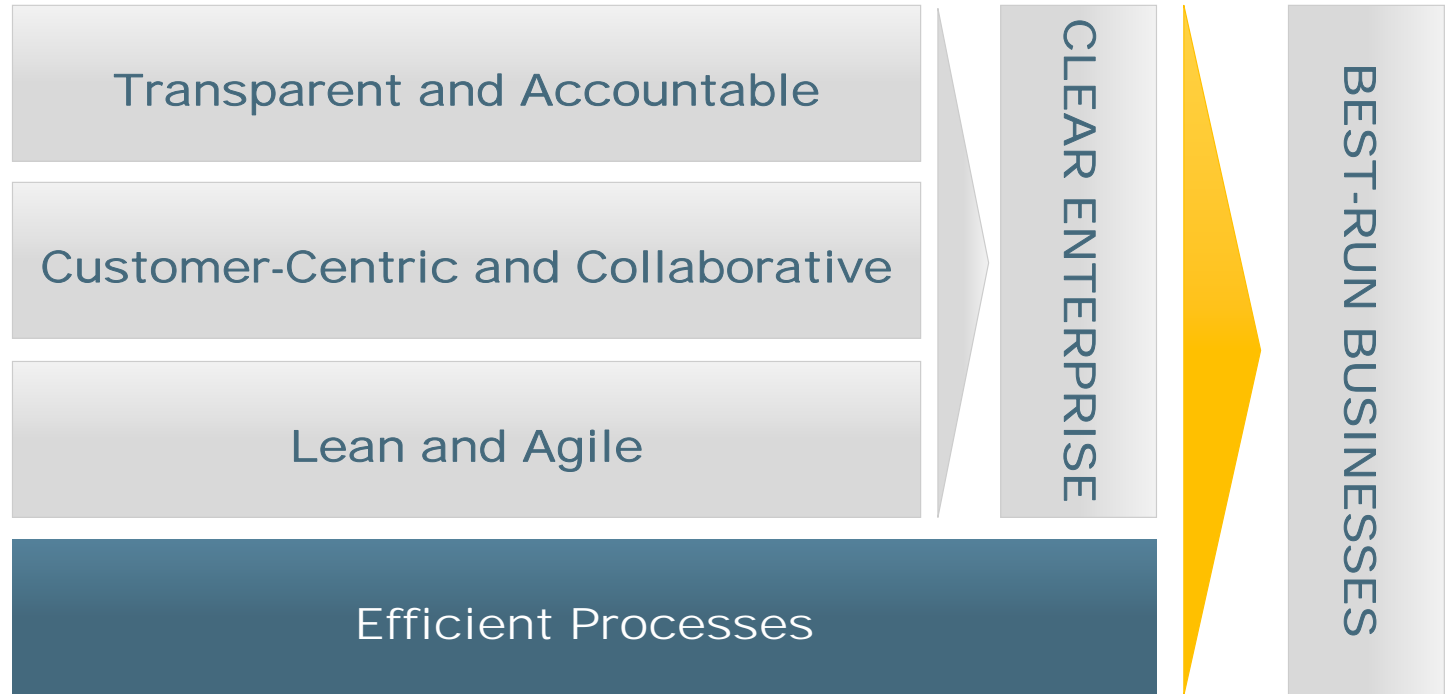 Transparent and Accountable
Customer-Centric and Collaborative
Lean and Agile
Efficient Processes
CLEAR ENTERPRISE
BEST-RUN BUSINESSES